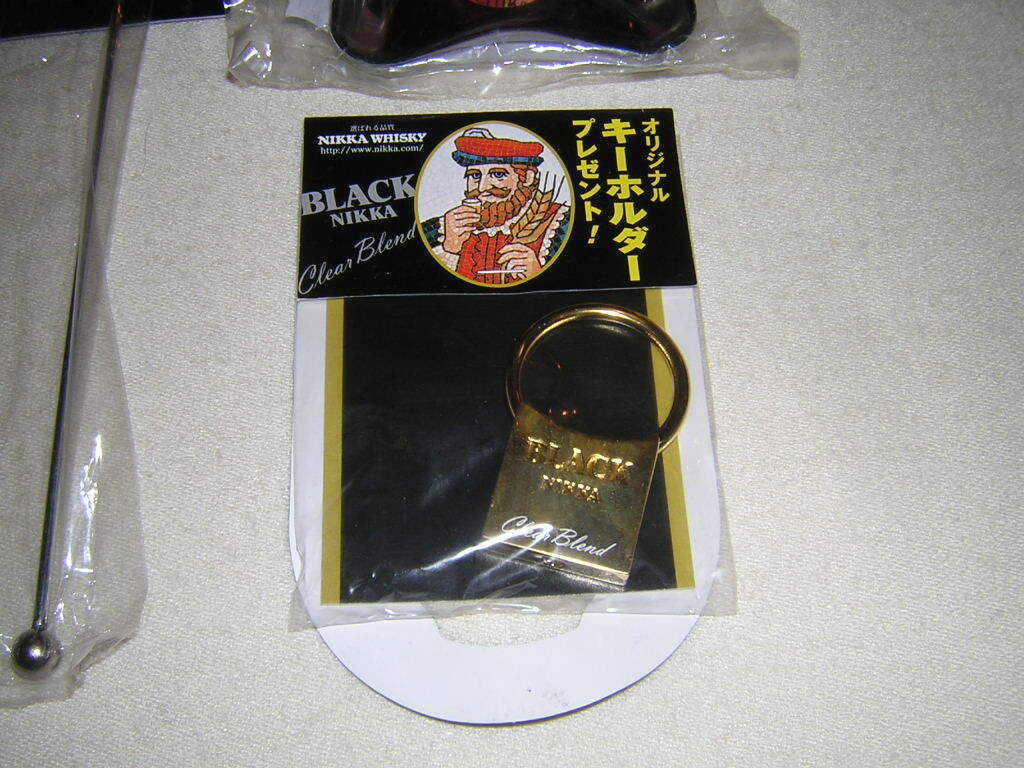 選ばれる品質
NIKKA WHISKY
http://www.nikka.com/
BLACK
NIKKA
Clear Blend
オリジナル
キーホルダー
プレゼント!
BLACK
NIKKA
Clear Blend